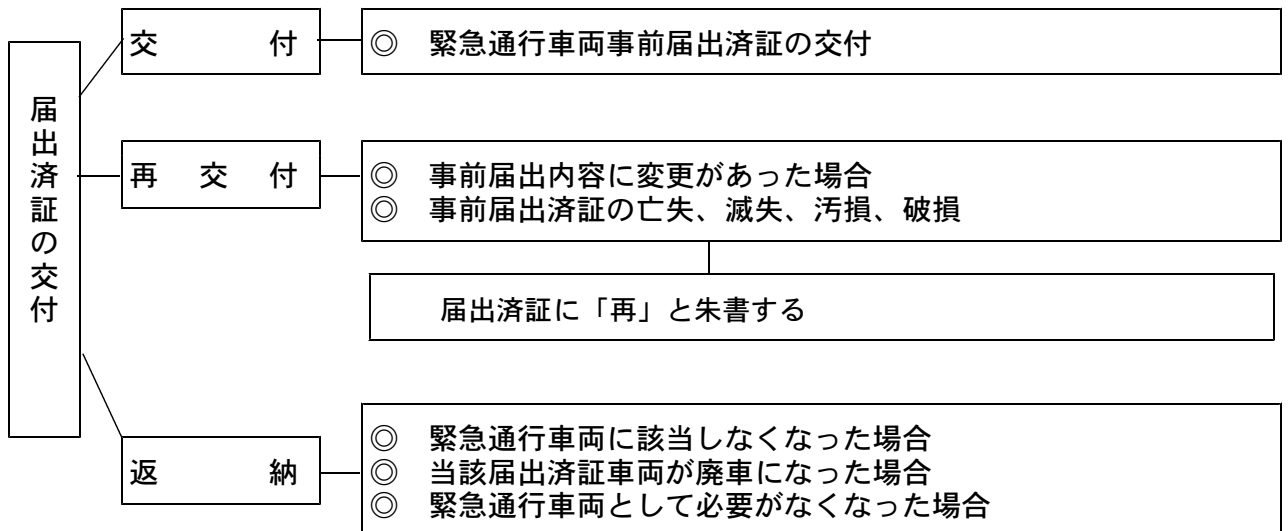 届出済証の交付
交付
◎ 緊急通行車両事前届出済証の交付
再交付
◎ 事前届出内容に変更があった場合
◎ 事前届出済証の亡失、滅失、汚損、破損
届出済証に「再」と朱書する
返納
◎ 緊急通行車両に該当しなくなった場合
◎ 当該届出済証車両が廃車になった場合
◎ 緊急通行車両として必要がなくなった場合